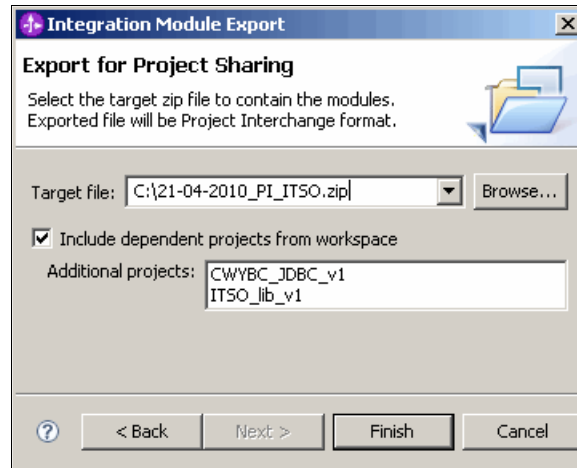 Integration Module Export
Export for Project Sharing
Select the target zip file to contain the modules.
Exported file will be Project Interchange format.
Target file: C:\21-04-2010_PI_ITSO.zip Browse...
Include dependent projects from workspace
Additional projects: CWYBC_JDBC_v1
ITSO_lib_v1
? < Back Next > Finish Cancel